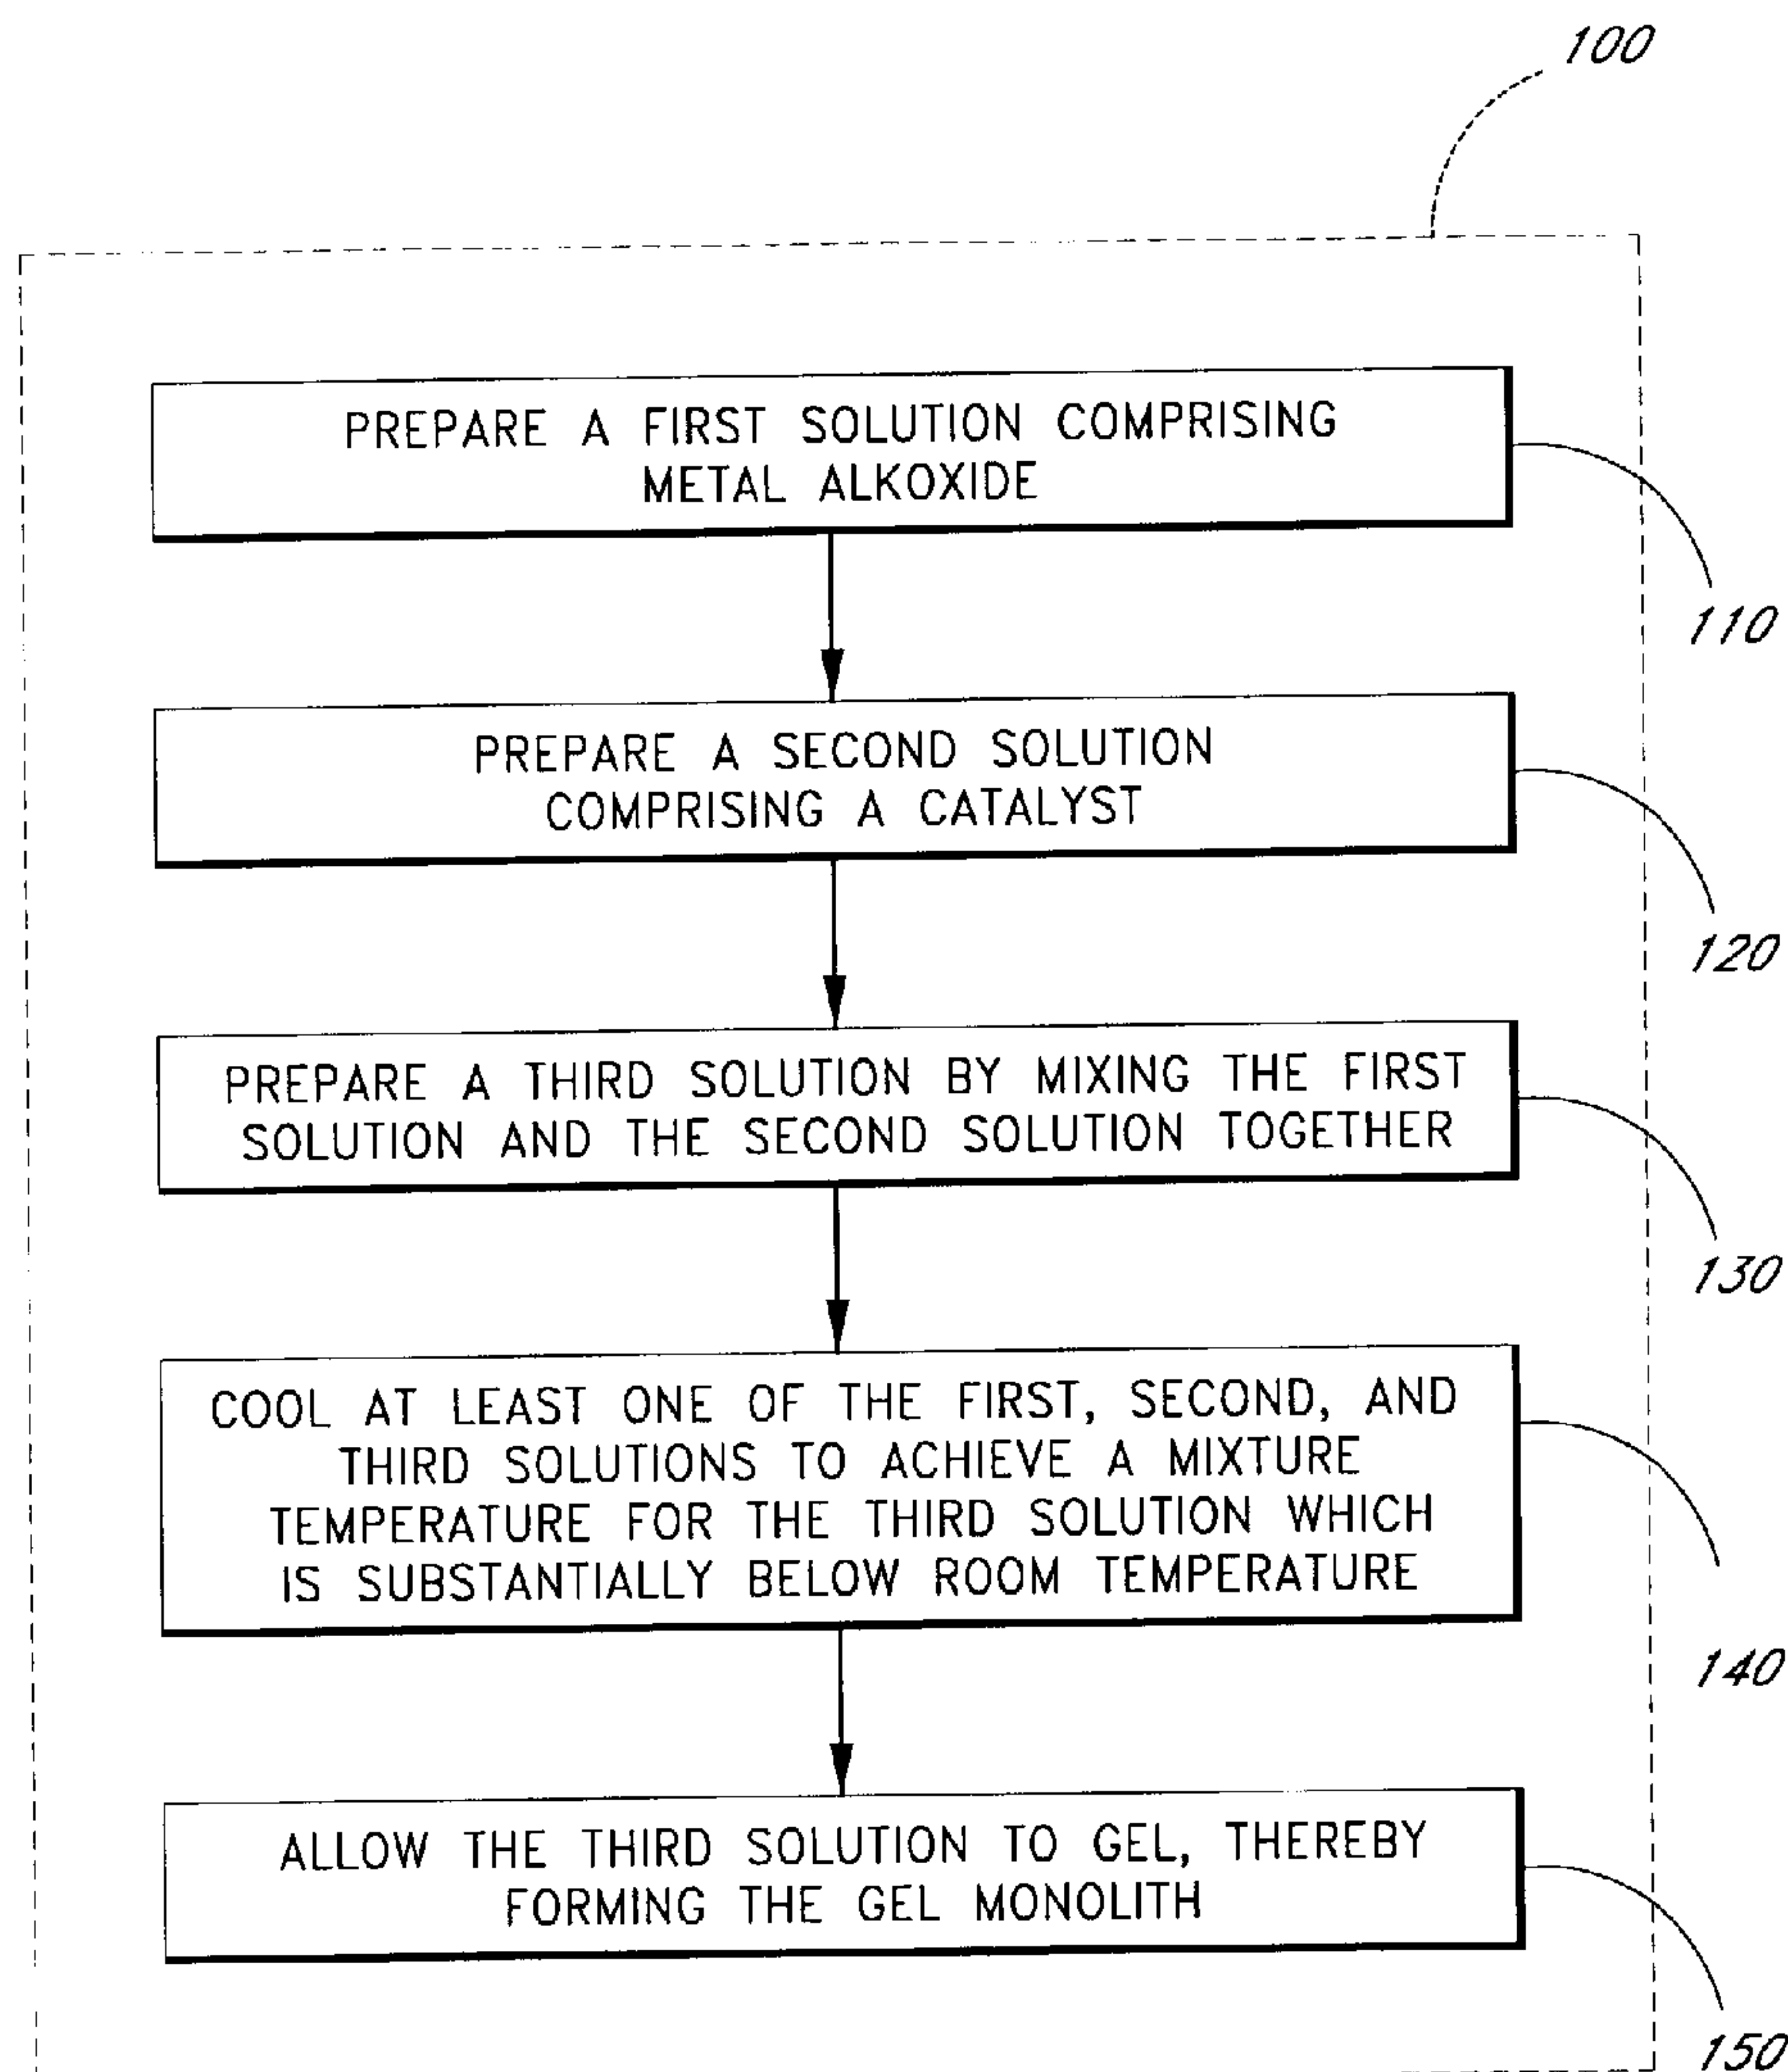 100
PREPARE A FIRST SOLUTION COMPRISING
METAL ALKOXIDE
110
PREPARE A SECOND SOLUTION
COMPRISING A CATALYST
120
PREPARE A THIRD SOLUTION BY MIXING THE FIRST
SOLUTION AND THE SECOND SOLUTION TOGETHER
130
COOL AT LEAST ONE OF THE FIRST, SECOND, AND
THIRD SOLUTIONS TO ACHIEVE A MIXTURE
TEMPERATURE FOR THE THIRD SOLUTION WHICH
IS SUBSTANTIALLY BELOW ROOM TEMPERATURE
140
ALLOW THE THIRD SOLUTION TO GEL, THEREBY
FORMING THE GEL MONOLITH
150